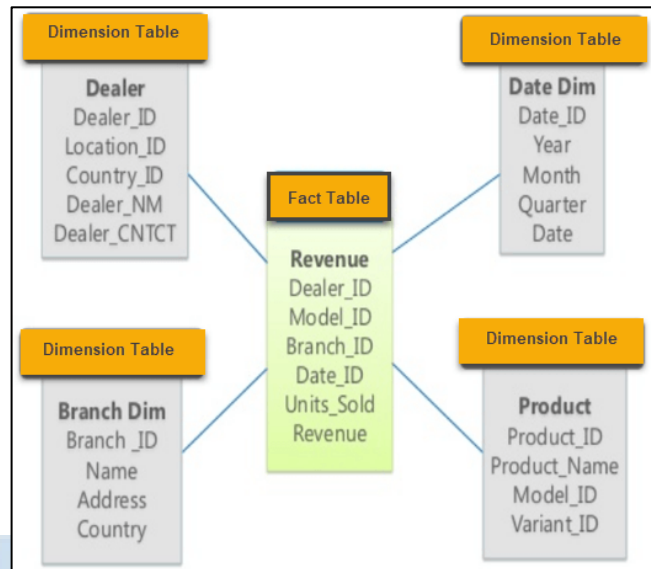 Dimension Table
Dealer
Dealer_ID
Location_ID
Country_ID
Dealer_NM
Dealer_CNTCT
Dimension Table
Date Dim
Date_ID
Year
Month
Quarter
Date
Fact Table
Revenue
Dealer_ID
Model_ID
Branch_ID
Date_ID
Units_Sold
Revenue
Dimension Table
Branch Dim
Branch _ID
Name
Address
Country
Dimension Table
Product
Product_ID
Product_Name
Model_ID
Variant_ID